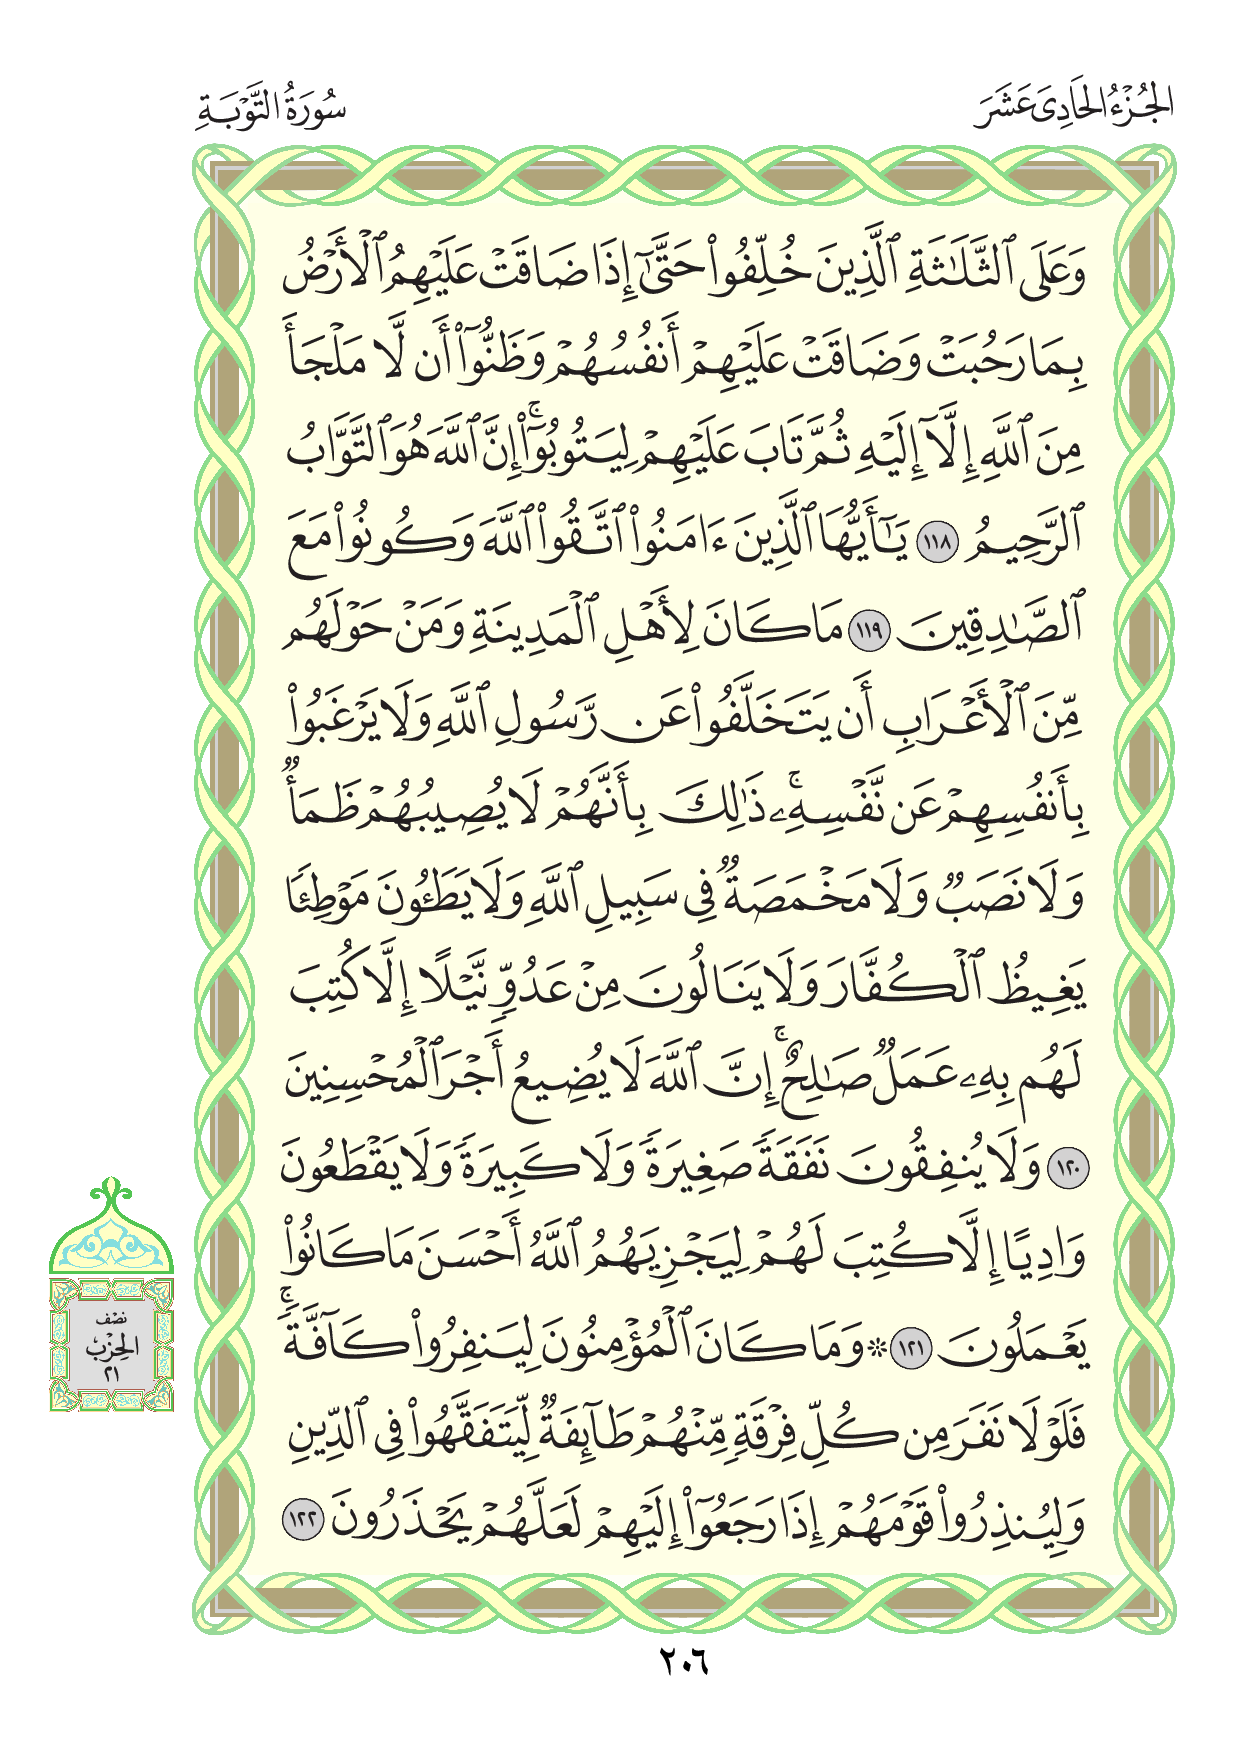 الجُزْءُ الحَادِىَ عَشَرَ
سُورَةُ التَّوْبَةِ
وَعَلَى ٱلثَّلَٰثَةِ ٱلَّذِينَ خُلِّفُوا۟ حَتَّىٰٓ إِذَا ضَاقَتْ عَلَيْهِمُ ٱلْأَرْضُ
بِمَا رَحُبَتْ وَضَاقَتْ عَلَيْهِمْ أَنفُسُهُمْ وَظَنُّوٓا۟ أَن لَّا مَلْجَأَ
مِنَ ٱللَّهِ إِلَّآ إِلَيْهِ ثُمَّ تَابَ عَلَيْهِمْ لِيَتُوبُوٓا۟ۚ إِنَّ ٱللَّهَ هُوَ ٱلتَّوَّابُ
ٱلرَّحِيمُ ١١٨ يَٰٓأَيُّهَا ٱلَّذِينَ ءَامَنُوا۟ ٱتَّقُوا۟ ٱللَّهَ وَكُونُوا۟ مَعَ
ٱلصَّٰدِقِينَ ١١٩ مَا كَانَ لِأَهْلِ ٱلْمَدِينَةِ وَمَنْ حَوْلَهُم
مِّنَ ٱلْأَعْرَابِ أَن يَتَخَلَّفُوا۟ عَن رَّسُولِ ٱللَّهِ وَلَا يَرْغَبُوا۟
بِأَنفُسِهِمْ عَن نَّفْسِهِۦۚ ذَٰلِكَ بِأَنَّهُمْ لَا يُصِيبُهُمْ ظَمَأٌ
وَلَا نَصَبٌ وَلَا مَخْمَصَةٌ فِى سَبِيلِ ٱللَّهِ وَلَا يَطَـُٔونَ مَوْطِئًا
يَغِيظُ ٱلْكُفَّارَ وَلَا يَنَالُونَ مِنْ عَدُوٍّ نَّيْلًا إِلَّا كُتِبَ
لَهُم بِهِۦ عَمَلٌ صَٰلِحٌۚ إِنَّ ٱللَّهَ لَا يُضِيعُ أَجْرَ ٱلْمُحْسِنِينَ
١٢٠ وَلَا يُنفِقُونَ نَفَقَةً صَغِيرَةً وَلَا كَبِيرَةً وَلَا يَقْطَعُونَ
وَادِيًا إِلَّا كُتِبَ لَهُمْ لِيَجْزِيَهُمُ ٱللَّهُ أَحْسَنَ مَا كَانُوا۟
يَعْمَلُونَ ١٢١ ۞ وَمَا كَانَ ٱلْمُؤْمِنُونَ لِيَنفِرُوا۟ كَآفَّةًۚ
فَلَوْلَا نَفَرَ مِن كُلِّ فِرْقَةٍ مِّنْهُمْ طَآئِفَةٌ لِّيَتَفَقَّهُوا۟ فِى ٱلدِّينِ
وَلِيُنذِرُوا۟ قَوْمَهُمْ إِذَا رَجَعُوٓا۟ إِلَيْهِمْ لَعَلَّهُمْ يَحْذَرُونَ ١٢٢
نصْف
الحِزْب
٢١
٢٠٦